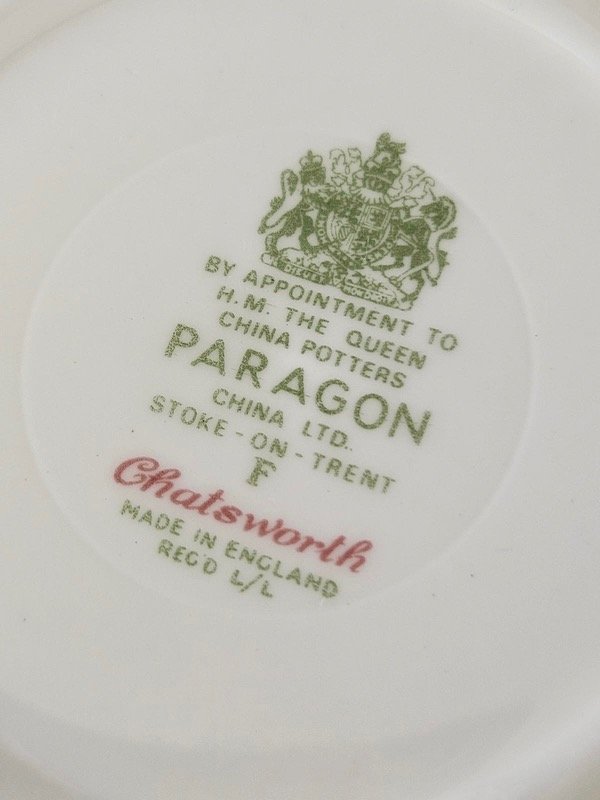 BY APPOINTMENT TO
H.M. THE QUEEN
CHINA POTTERS
PARAGON
CHINA LTD.
STOKE-ON-TRENT
F
Chatsworth
MADE IN ENGLAND
REG'D L/L